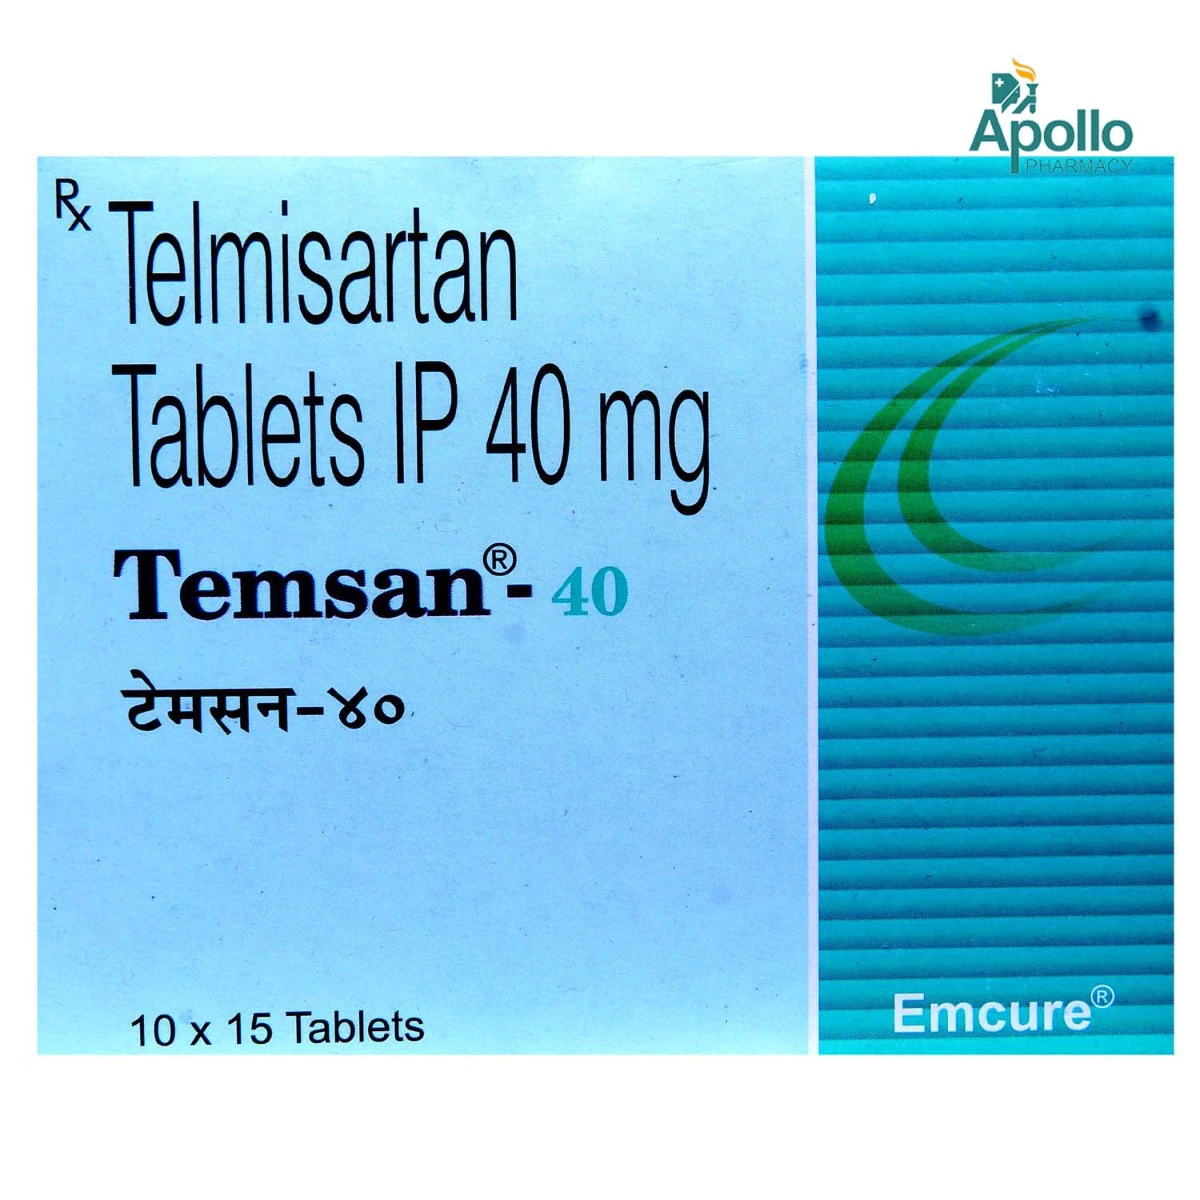 Apollo
PHARMACY
Rx
Telmisartan
Tablets IP 40 mg
Temsan®-40
टेमसन-४०
10 x 15 Tablets
Emcure®